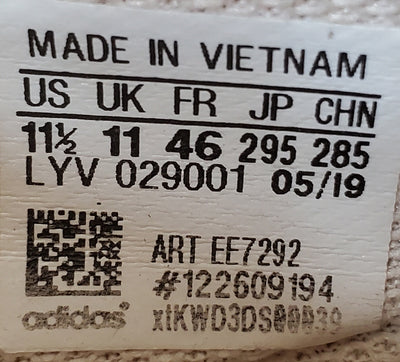 MADE IN VIETNAM
US UK FR JP CHN
11½ 11 46 295 285
LYV 029001 05/19
ART EE7292
#122609194
adidas